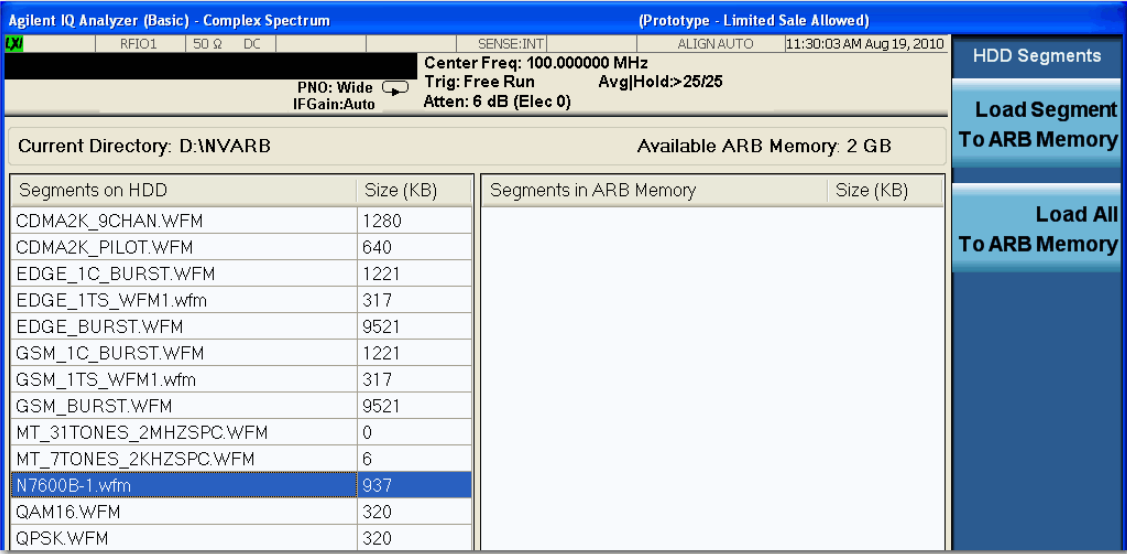 Agilent IQ Analyzer (Basic) - Complex Spectrum (Prototype - Limited Sale Allowed)
LXI RFIO1 50 Ω DC SENSE:INT ALIGN AUTO 11:30:03 AM Aug 19, 2010
HDD Segments
Center Freq: 100.000000 MHz
PNO: Wide Trig: Free Run Avg|Hold:>25/25
IFGain:Auto Atten: 6 dB (Elec 0)
Load Segment
To ARB Memory
Current Directory: D:\NVARB Available ARB Memory: 2 GB
Segments on HDD Size (KB) Segments in ARB Memory Size (KB)
Load All
To ARB Memory
CDMA2K_9CHAN.WFM 1280
CDMA2K_PILOT.WFM 640
EDGE_1C_BURST.WFM 1221
EDGE_1TS_WFM1.wfm 317
EDGE_BURST.WFM 9521
GSM_1C_BURST.WFM 1221
GSM_1TS_WFM1.wfm 317
GSM_BURST.WFM 9521
MT_31TONES_2MHZSPC.WFM 0
MT_7TONES_2KHZSPC.WFM 6
N7600B-1.wfm 937
QAM16.WFM 320
QPSK.WFM 320